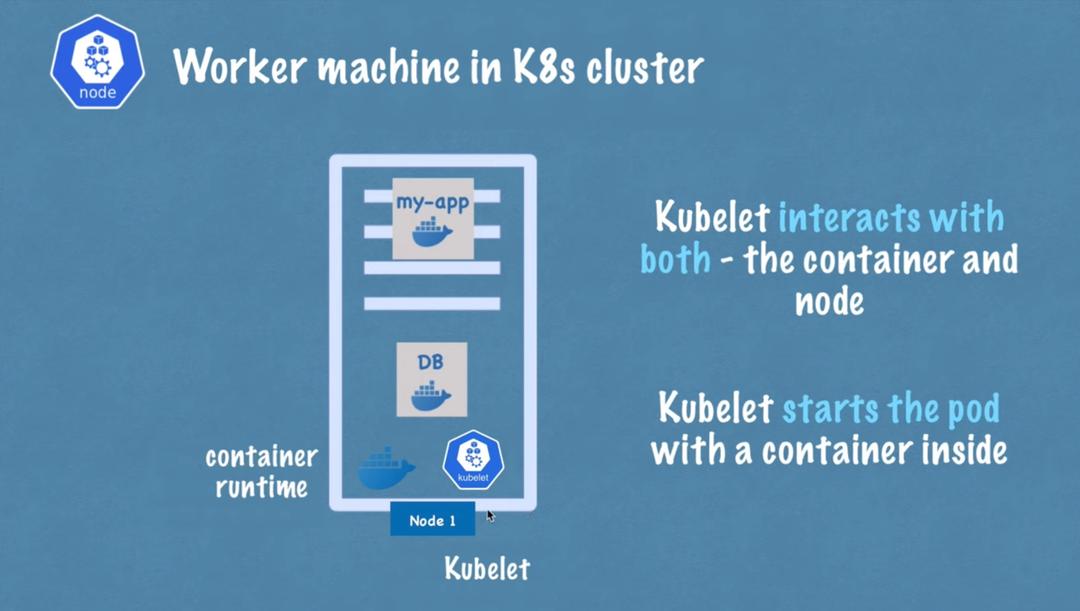 node
Worker machine in K8s cluster
my-app
DB
kubelet
container
runtime
Node 1
Kubelet
Kubelet interacts with
both - the container and
node
Kubelet starts the pod
with a container inside